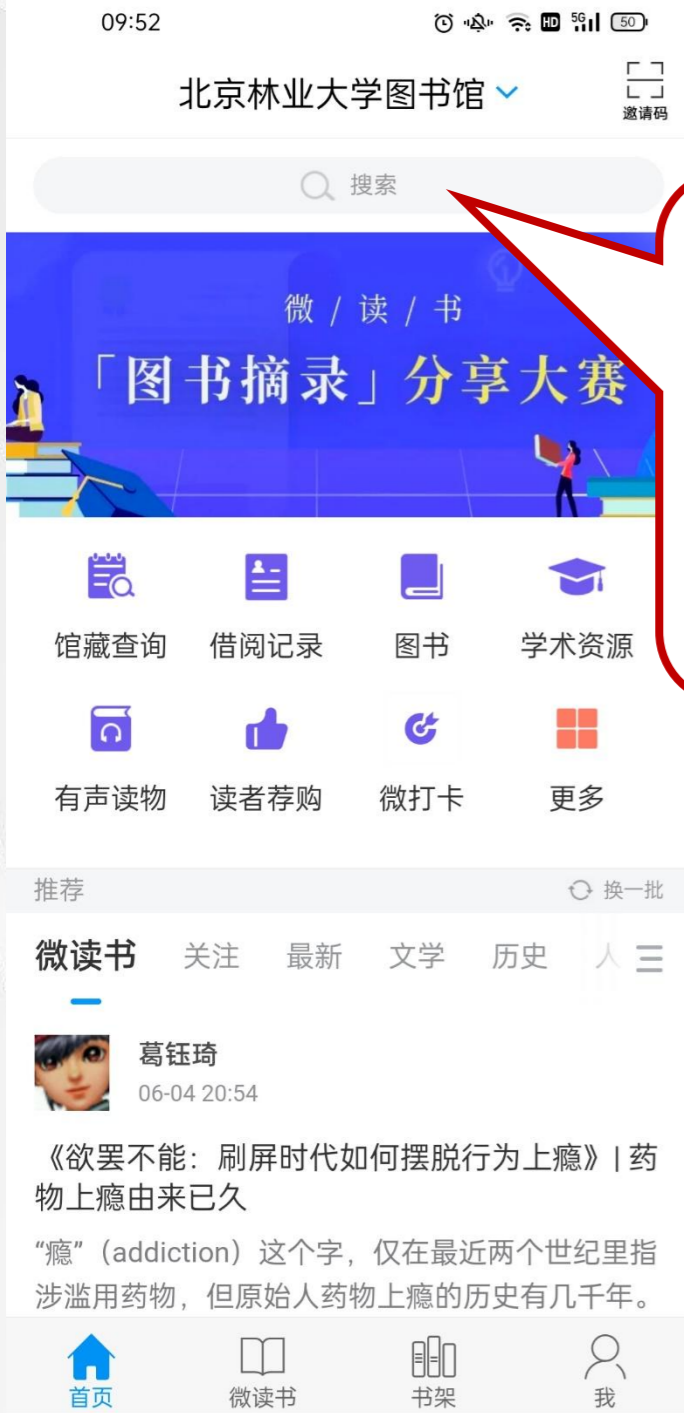 09:52
HD 5G 50
北京林业大学图书馆
邀请码
搜索
微 / 读 / 书
「图书摘录」分享大赛
馆藏查询 借阅记录 图书 学术资源
有声读物 读者荐购 微打卡 更多
推荐 换一批
微读书 关注 最新 文学 历史 人
葛钰琦
06-04 20:54
《欲罢不能：刷屏时代如何摆脱行为上瘾》| 药
物上瘾由来已久
“瘾”（addiction）这个字，仅在最近两个世纪里指
涉滥用药物，但原始人药物上瘾的历史有几千年。
首页 微读书 书架 我